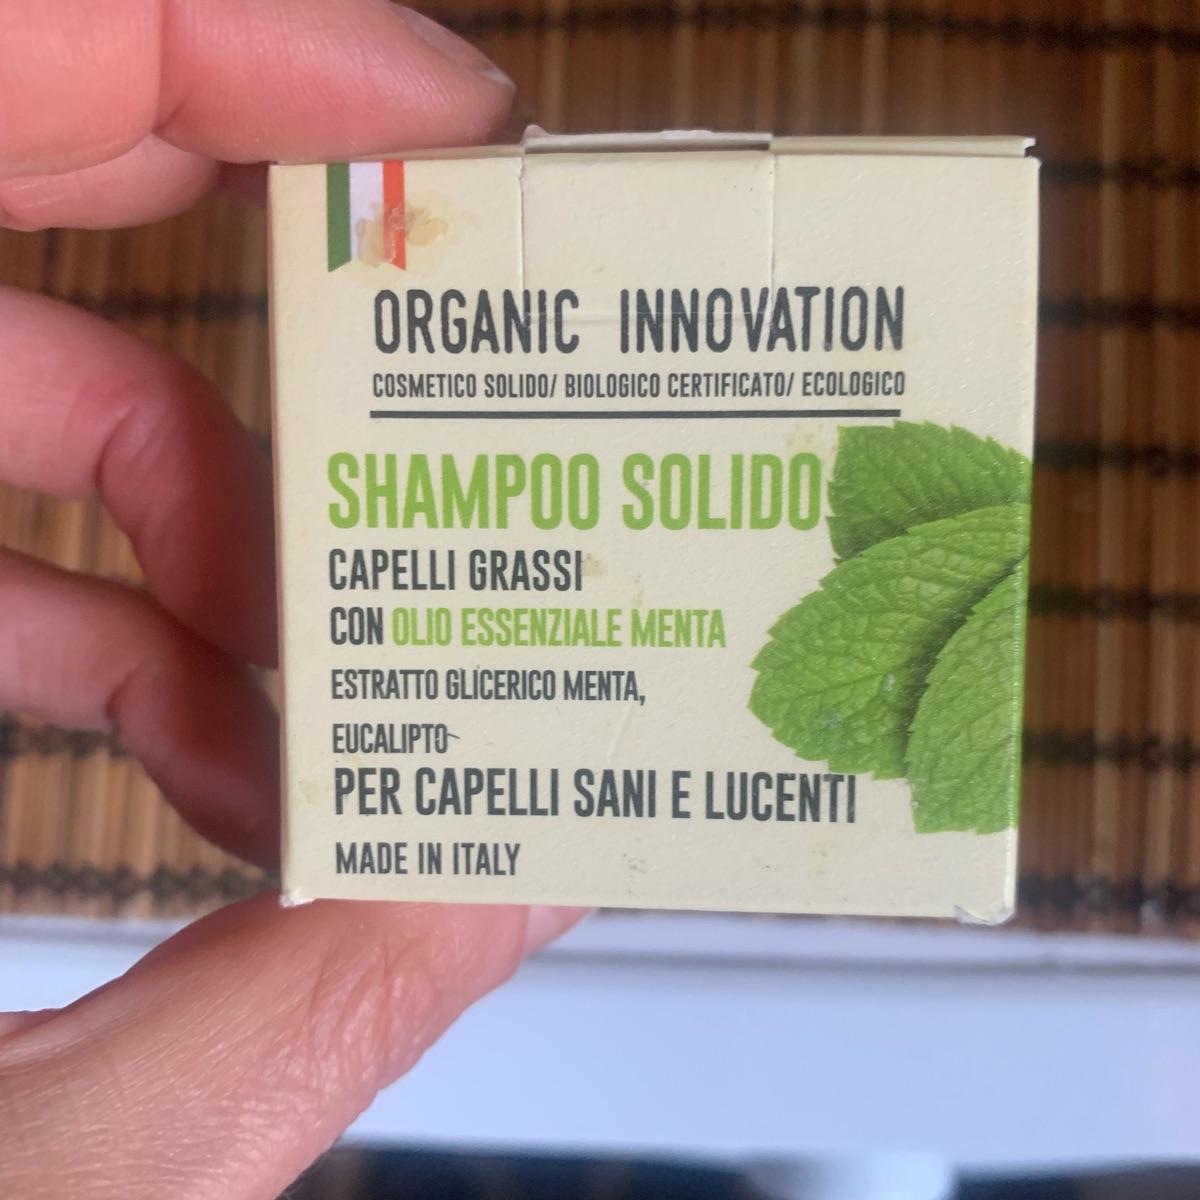 ORGANIC INNOVATION
COSMETICO SOLIDO/ BIOLOGICO CERTIFICATO/ ECOLOGICO
SHAMPOO SOLIDO
CAPELLI GRASSI
CON OLIO ESSENZIALE MENTA
ESTRATTO GLICERICO MENTA,
EUCALIPTO
PER CAPELLI SANI E LUCENTI
MADE IN ITALY